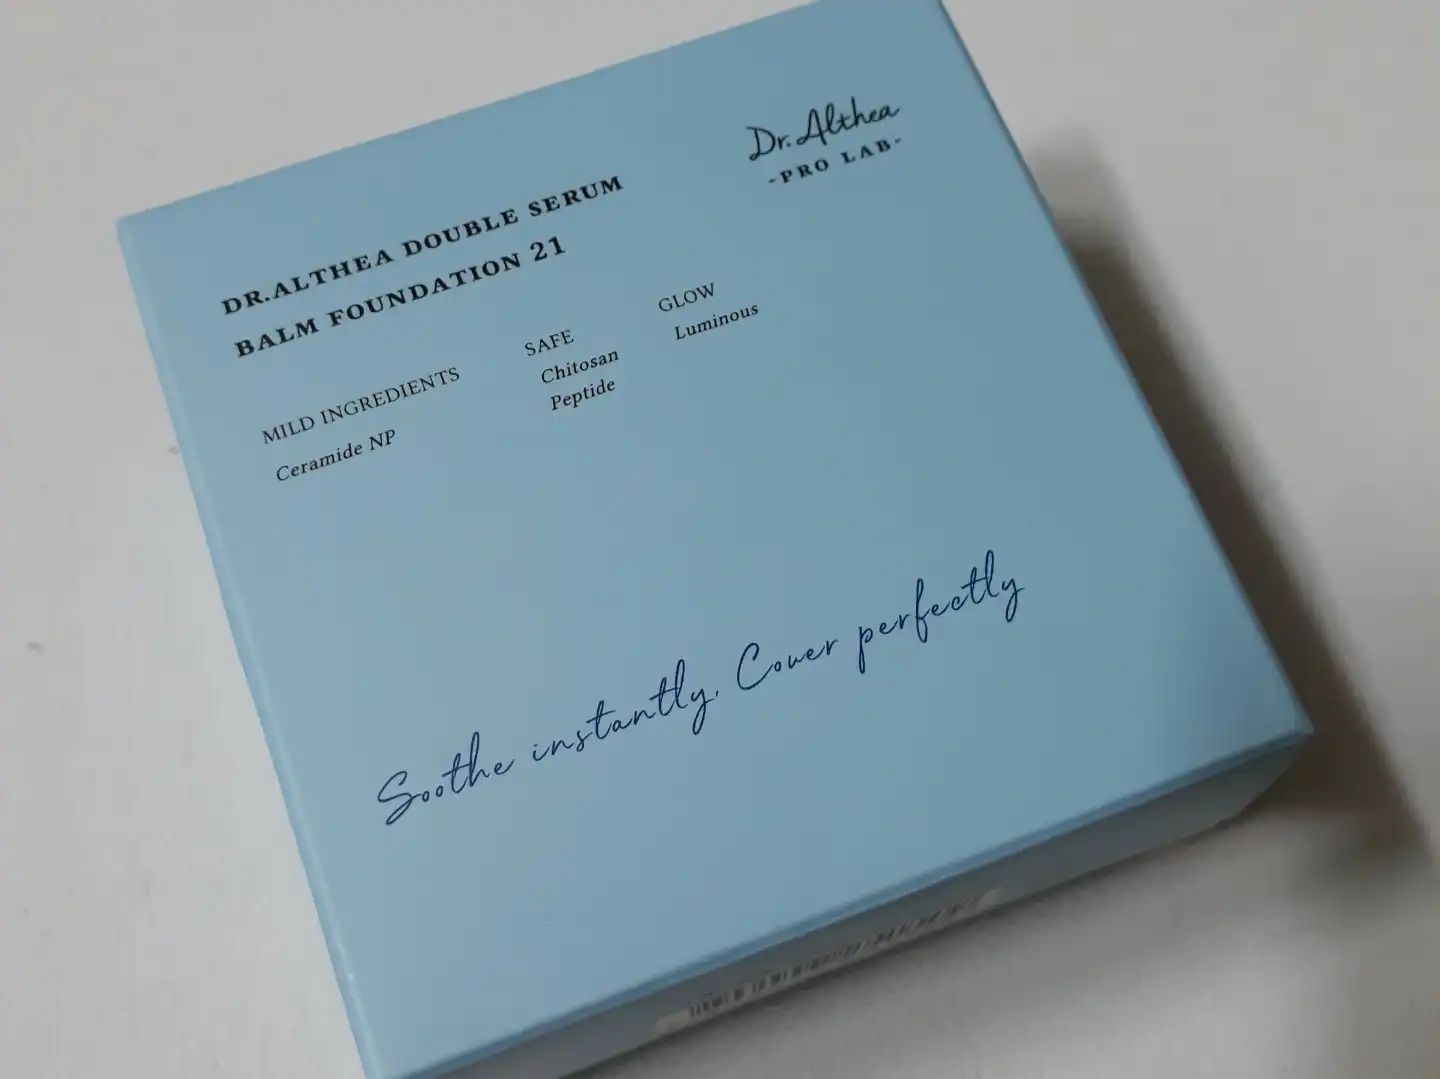 Dr.Althea
-PRO LAB-
DR.ALTHEA DOUBLE SERUM
BALM FOUNDATION 21
MILD INGREDIENTS
Ceramide NP
SAFE
Chitosan
Peptide
GLOW
Luminous
Soothe instantly, Cover perfectly